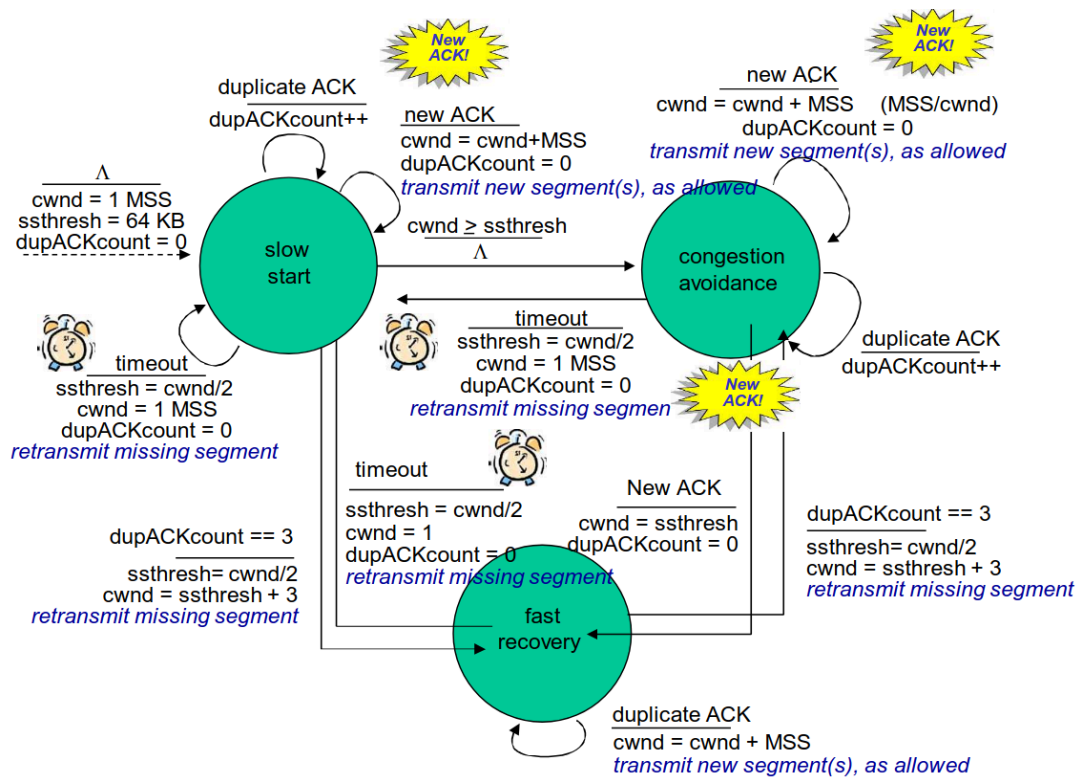 New
ACK!
New
ACK!
duplicate ACK
dupACKcount++
new ACK
cwnd = cwnd+MSS
dupACKcount = 0
transmit new segment(s), as allowed
new ACK
cwnd = cwnd + MSS (MSS/cwnd)
dupACKcount = 0
transmit new segment(s), as allowed
Λ
cwnd = 1 MSS
ssthresh = 64 KB
dupACKcount = 0
slow
start
cwnd ≥ ssthresh
Λ
congestion
avoidance
timeout
ssthresh = cwnd/2
cwnd = 1 MSS
dupACKcount = 0
retransmit missing segment
timeout
ssthresh = cwnd/2
cwnd = 1 MSS
dupACKcount = 0
retransmit missing segmen
duplicate ACK
dupACKcount++
New
ACK!
timeout
ssthresh = cwnd/2
cwnd = 1
dupACKcount = 0
retransmit missing segment
New ACK
cwnd = ssthresh
dupACKcount = 0
dupACKcount == 3
ssthresh= cwnd/2
cwnd = ssthresh + 3
retransmit missing segment
dupACKcount == 3
ssthresh= cwnd/2
cwnd = ssthresh + 3
retransmit missing segment
fast
recovery
duplicate ACK
cwnd = cwnd + MSS
transmit new segment(s), as allowed